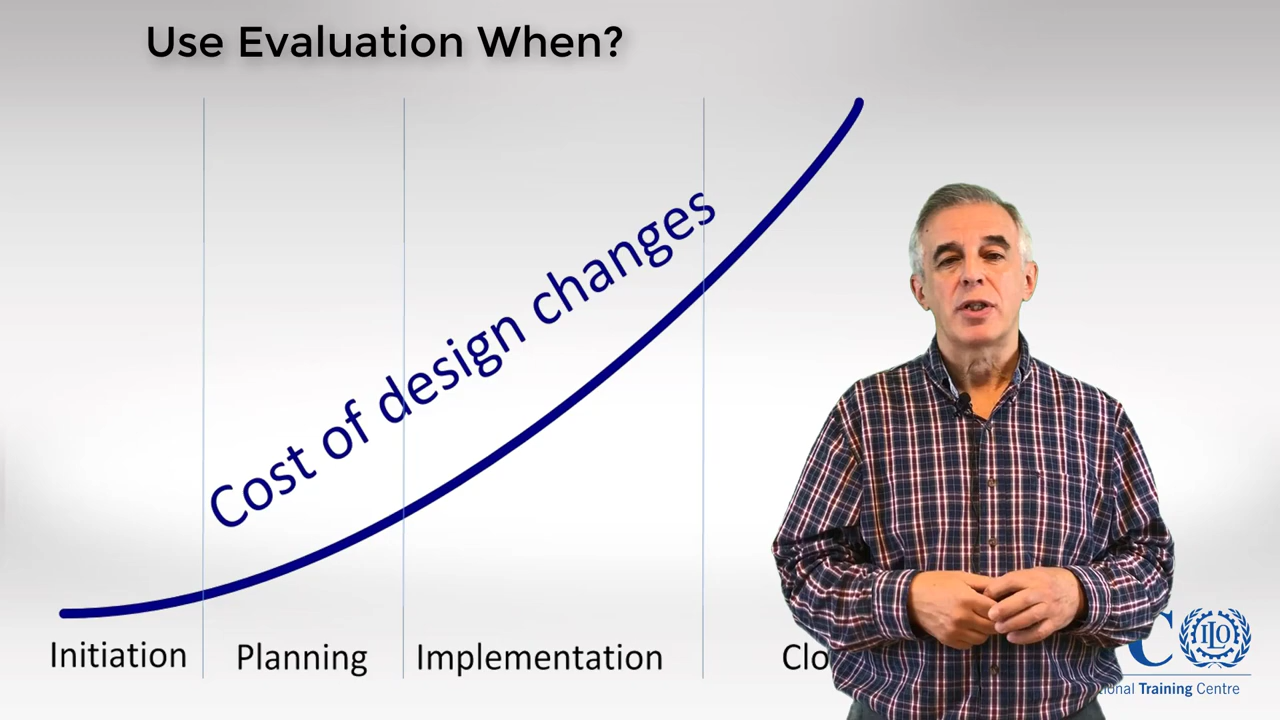 Use Evaluation When?
Cost of design changes
Initiation
Planning
Implementation
Clo
C
ILO
ional Training Centre